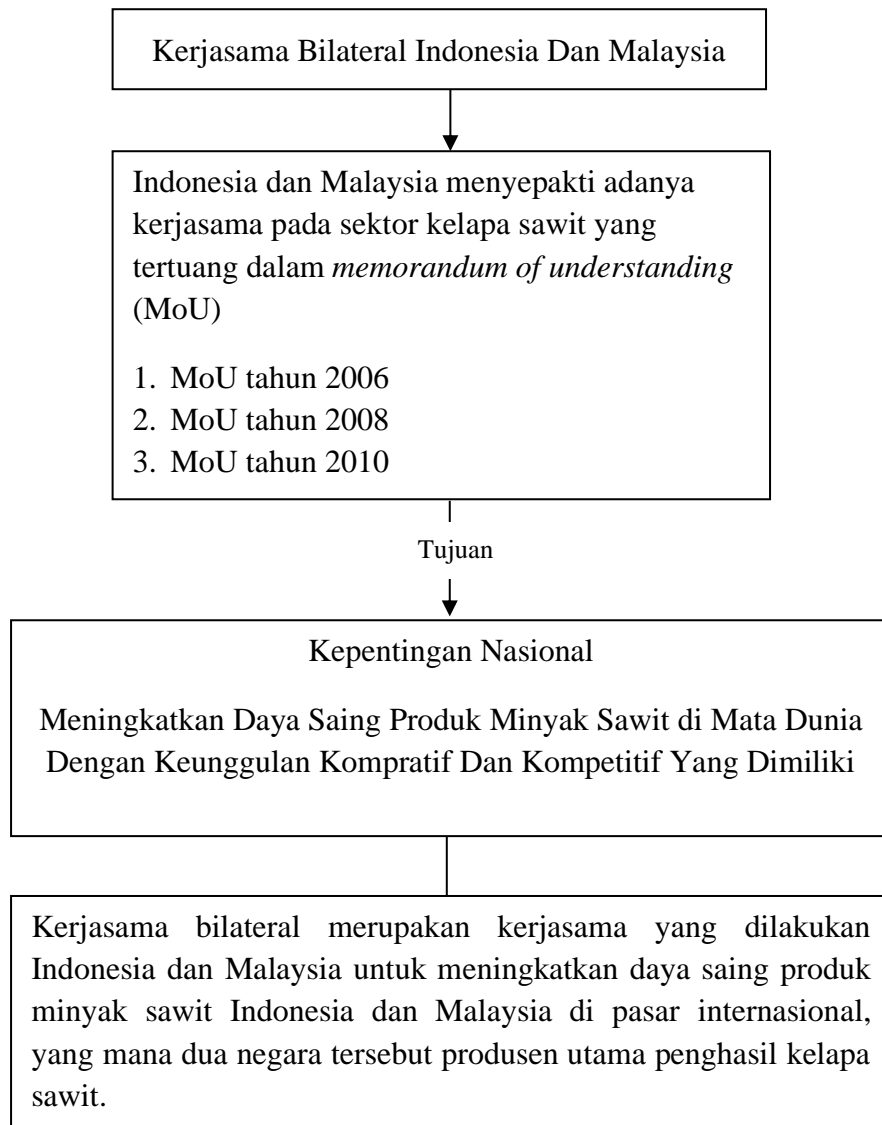 Kerjasama Bilateral Indonesia Dan Malaysia
Indonesia dan Malaysia menyepakti adanya
kerjasama pada sektor kelapa sawit yang
tertuang dalam memorandum of understanding
(MoU)
1. MoU tahun 2006
2. MoU tahun 2008
3. MoU tahun 2010
Tujuan
Kepentingan Nasional
Meningkatkan Daya Saing Produk Minyak Sawit di Mata Dunia
Dengan Keunggulan Kompratif Dan Kompetitif Yang Dimiliki
Kerjasama bilateral merupakan kerjasama yang dilakukan
Indonesia dan Malaysia untuk meningkatkan daya saing produk
minyak sawit Indonesia dan Malaysia di pasar internasional,
yang mana dua negara tersebut produsen utama penghasil kelapa
sawit.